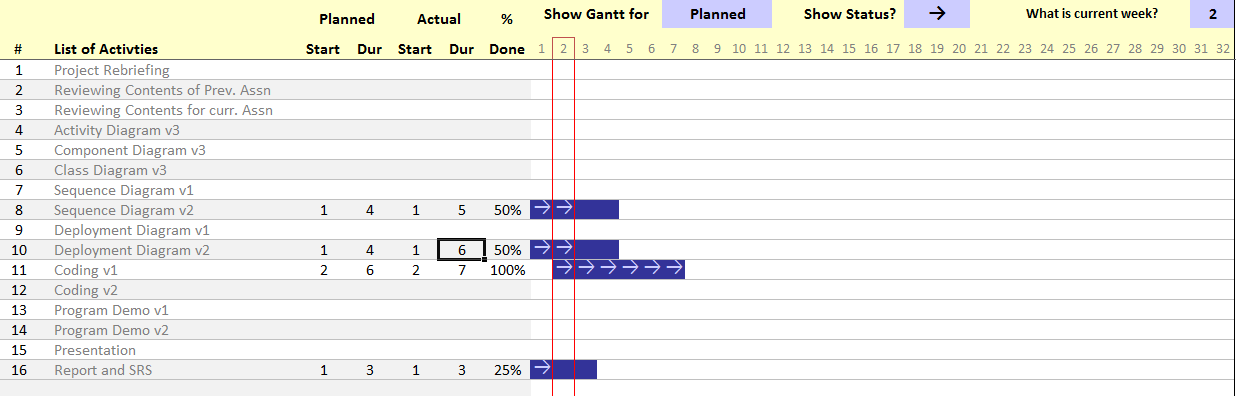 Planned Actual % Show Gantt for Planned Show Status? → What is current week? 2
# List of Activties Start Dur Start Dur Done 1 2 3 4 5 6 7 8 9 10 11 12 13 14 15 16 17 18 19 20 21 22 23 24 25 26 27 28 29 30 31 32
1 Project Rebriefing
2 Reviewing Contents of Prev. Assn
3 Reviewing Contents for curr. Assn
4 Activity Diagram v3
5 Component Diagram v3
6 Class Diagram v3
7 Sequence Diagram v1
8 Sequence Diagram v2 1 4 1 5 50% → →
9 Deployment Diagram v1
10 Deployment Diagram v2 1 4 1 6 50% → →
11 Coding v1 2 6 2 7 100% → → → → → →
12 Coding v2
13 Program Demo v1
14 Program Demo v2
15 Presentation
16 Report and SRS 1 3 1 3 25% →